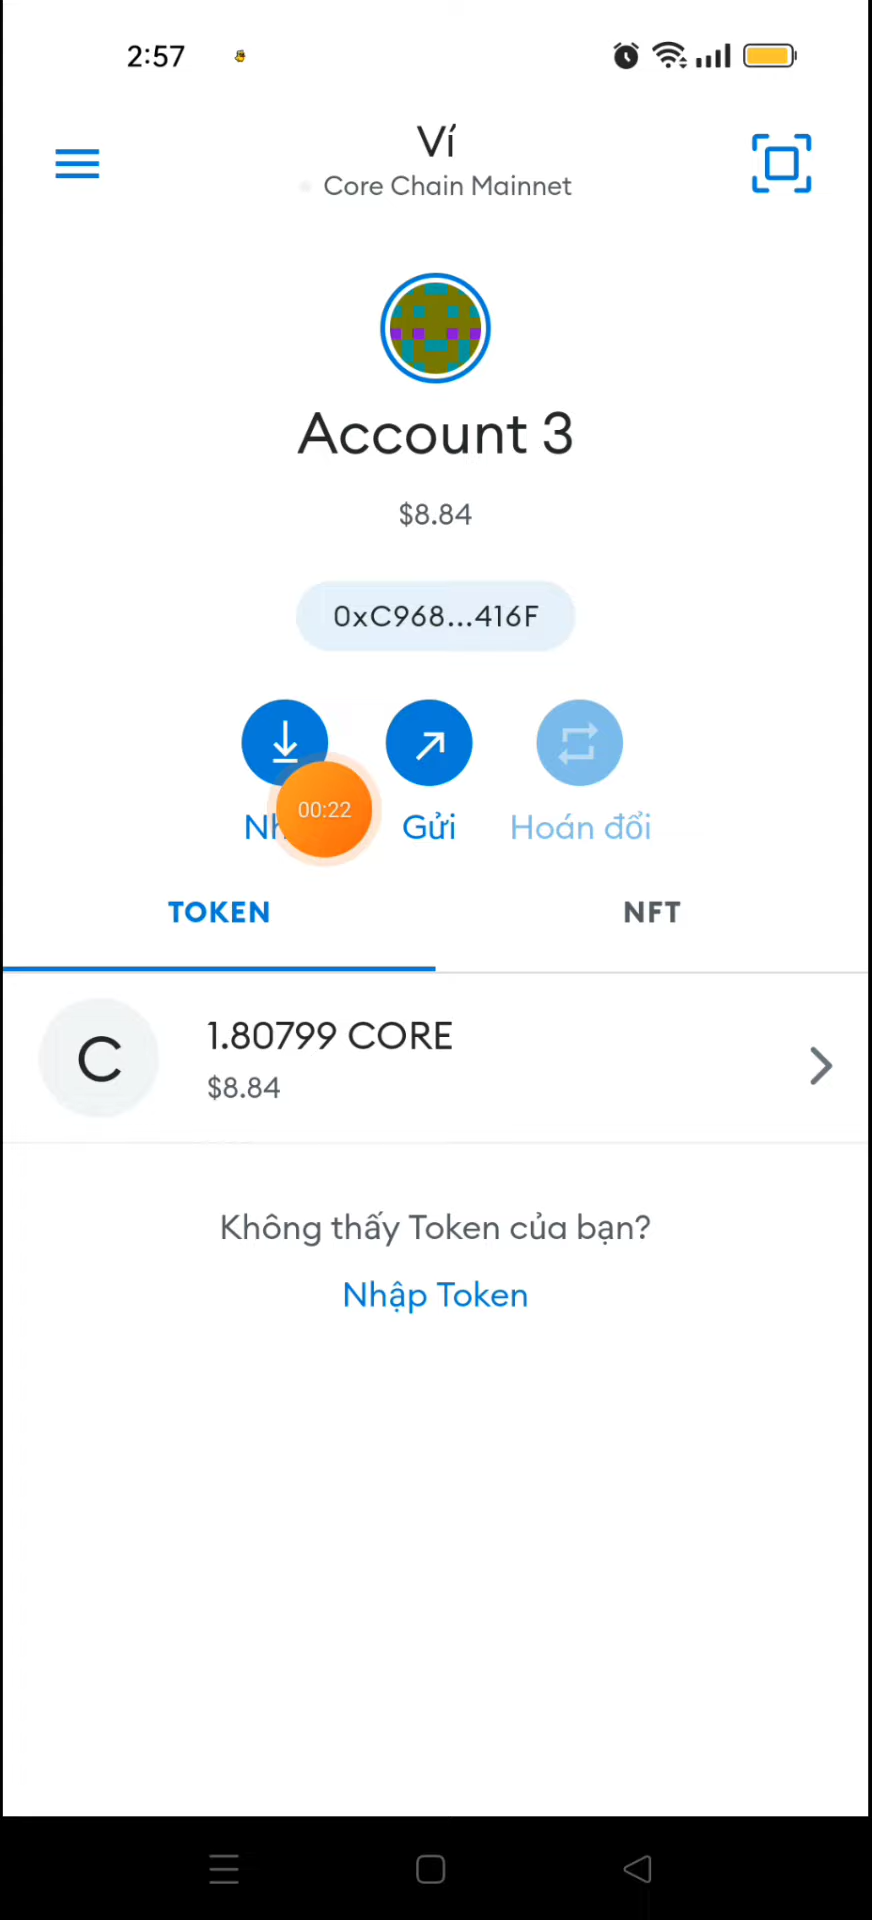 2:57
Ví
Core Chain Mainnet
Account 3
$8.84
0xC968...416F
00:22
Gửi
Hoán đổi
TOKEN
NFT
C
1.80799 CORE
$8.84
Không thấy Token của bạn?
Nhập Token